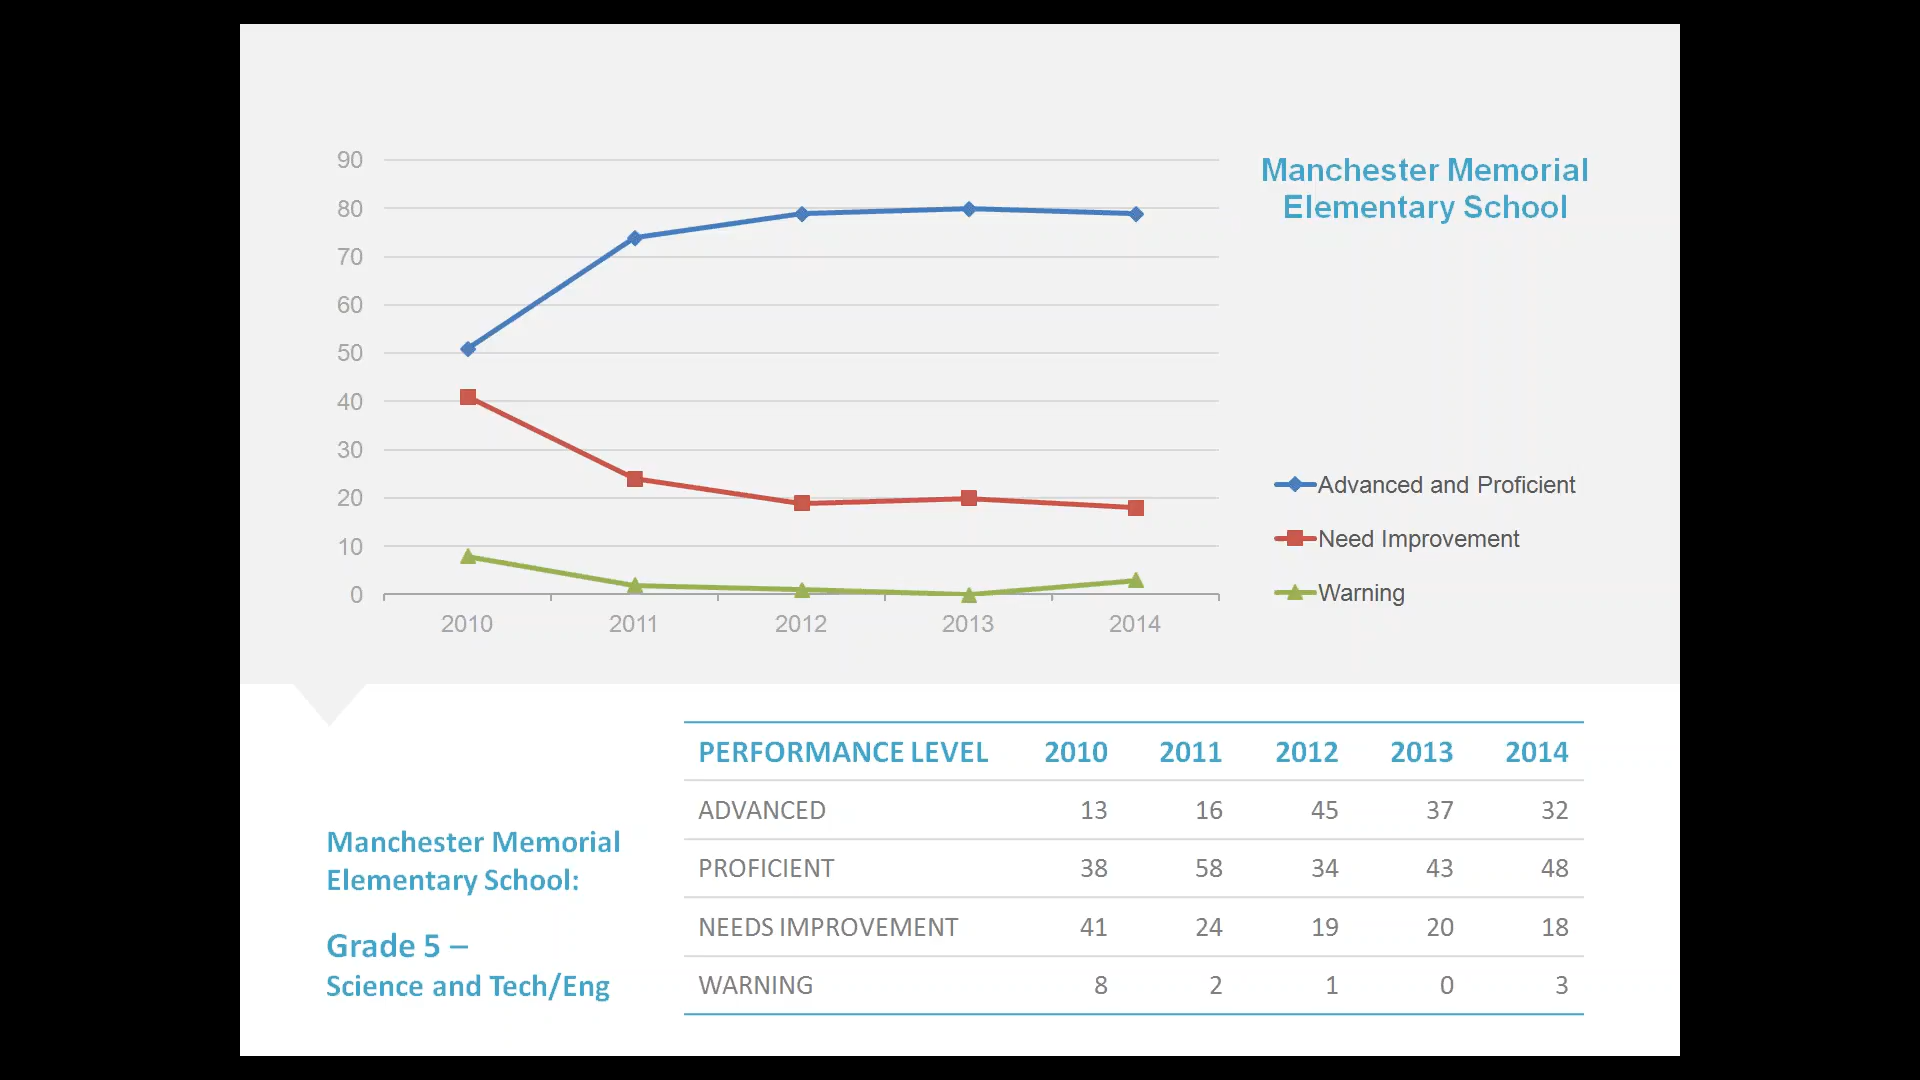 90
80
70
60
50
40
30
20
10
0
2010 2011 2012 2013 2014
Manchester Memorial
Elementary School
Advanced and Proficient
Need Improvement
Warning
Manchester Memorial
Elementary School:
Grade 5 –
Science and Tech/Eng
PERFORMANCE LEVEL 2010 2011 2012 2013 2014
ADVANCED 13 16 45 37 32
PROFICIENT 38 58 34 43 48
NEEDS IMPROVEMENT 41 24 19 20 18
WARNING 8 2 1 0 3